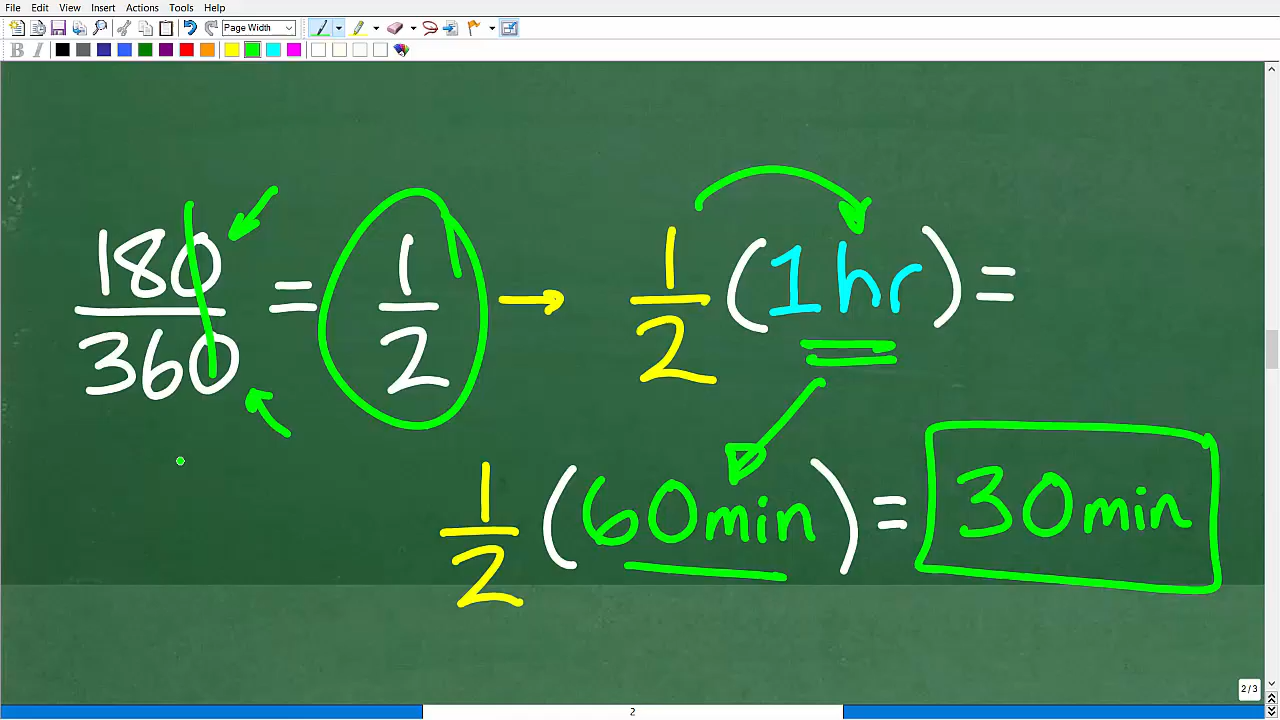 File Edit View Insert Actions Tools Help
Page Width
B I
180/360 = 1/2 → 1/2 (1hr) =
1/2 (60min) = 30min
2/3
2